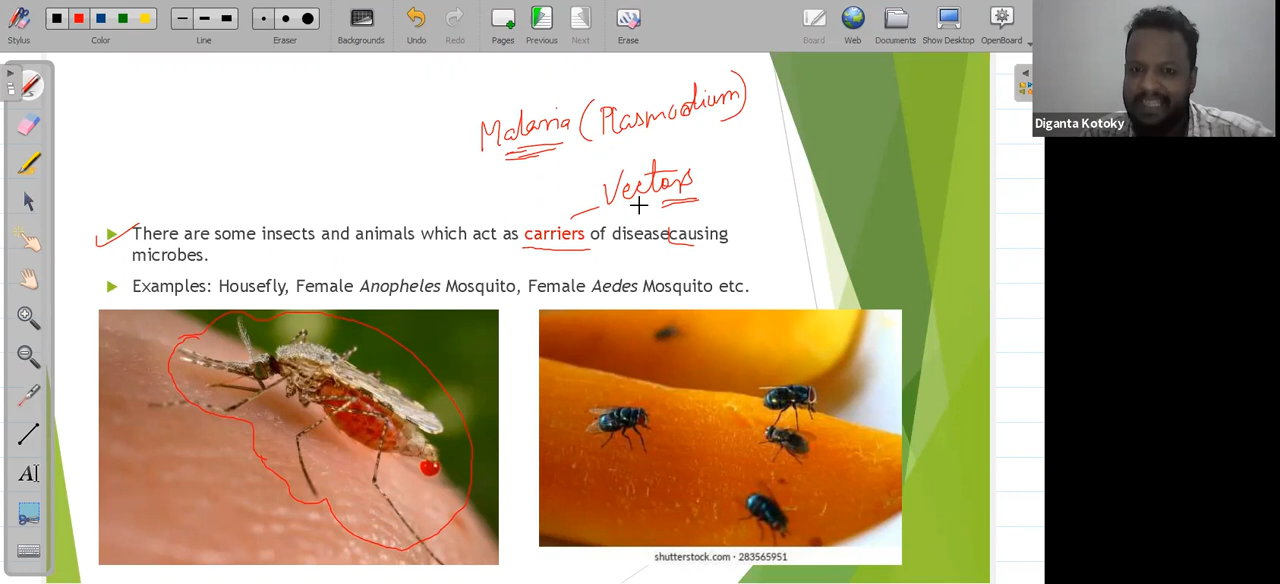 Stylus
Color
Line
Eraser
Backgrounds
Undo
Redo
Pages
Previous
Next
Erase
Board
Web
Documents
Show Desktop
OpenBoard
Diganta Kotoky
Malaria (Plasmodium)
Vectors
There are some insects and animals which act as carriers of disease causing
microbes.
Examples: Housefly, Female Anopheles Mosquito, Female Aedes Mosquito etc.
shutterstock.com · 283565951